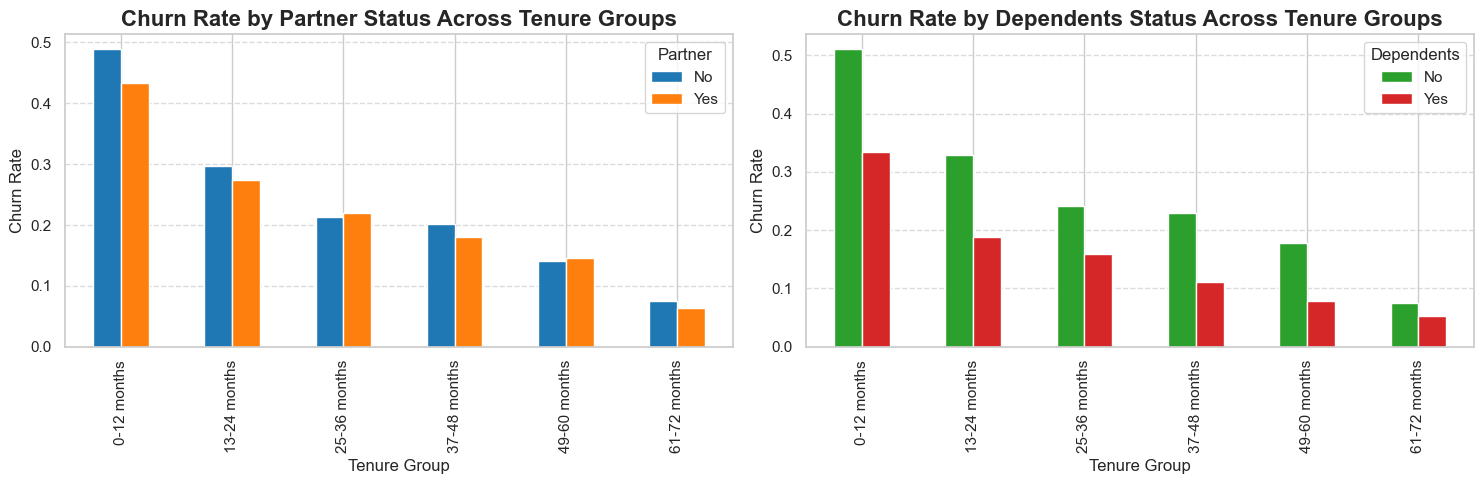 Churn Rate by Partner Status Across Tenure Groups
Churn Rate
0.5
0.4
0.3
0.2
0.1
0.0
Partner
No
Yes
0-12 months
13-24 months
25-36 months
37-48 months
49-60 months
61-72 months
Tenure Group
Churn Rate by Dependents Status Across Tenure Groups
Churn Rate
0.5
0.4
0.3
0.2
0.1
0.0
Dependents
No
Yes
0-12 months
13-24 months
25-36 months
37-48 months
49-60 months
61-72 months
Tenure Group